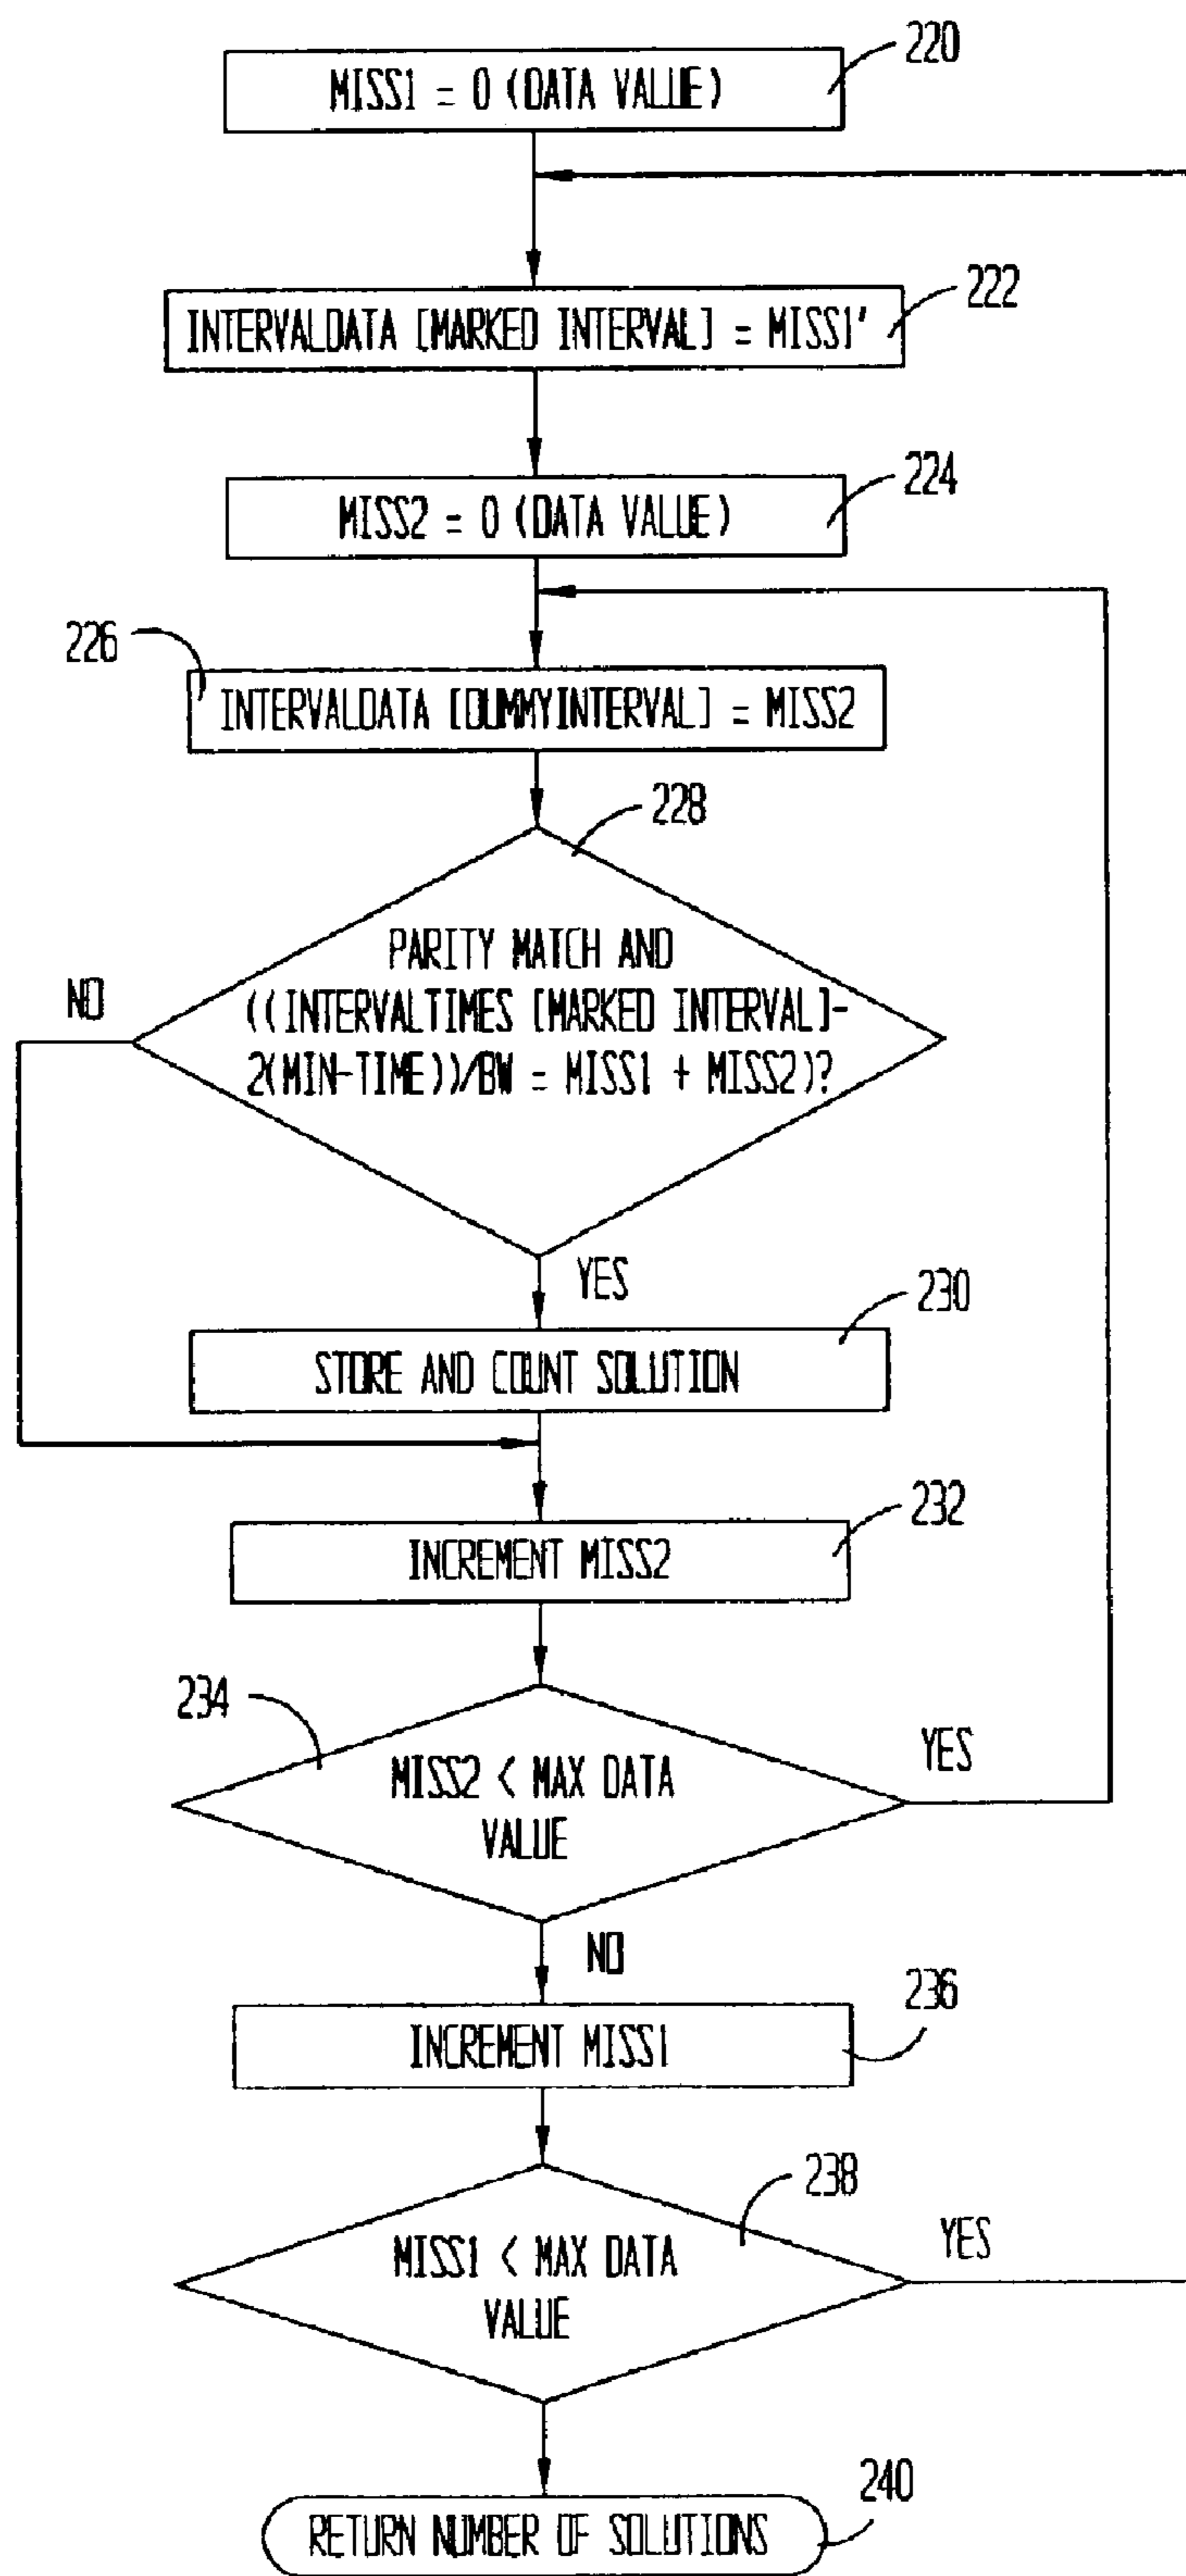 220
MISS1 = 0 (DATA VALUE)
222
INTERVALDATA [MARKED INTERVAL] = MISS1'
224
MISS2 = 0 (DATA VALUE)
226
INTERVALDATA [DUMMYINTERVAL] = MISS2
228
PARITY MATCH AND
((INTERVALTIMES [MARKED INTERVAL]-
2(MIN-TIME))/BW = MISS1 + MISS2)?
NO
YES
230
STORE AND COUNT SOLUTION
232
INCREMENT MISS2
234
MISS2 < MAX DATA
VALUE
YES
NO
236
INCREMENT MISS1
238
MISS1 < MAX DATA
VALUE
YES
240
RETURN NUMBER OF SOLUTIONS